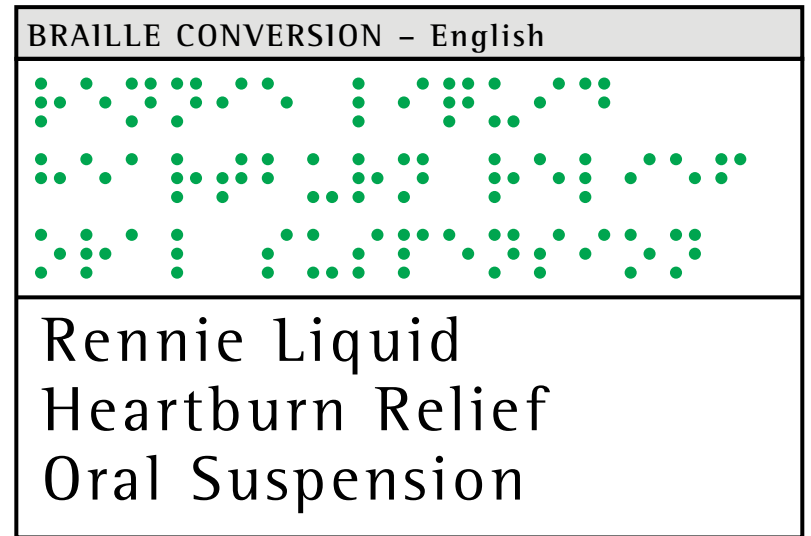 BRAILLE CONVERSION – English
⠗⠑⠝⠝⠊⠑ ⠇⠊⠟⠥⠊⠙
⠓⠑⠁⠗⠞⠃⠥⠗⠝ ⠗⠑⠇⠊⠑⠋
⠕⠗⠁⠇ ⠎⠥⠎⠏⠑⠝⠎⠊⠕⠝
Rennie Liquid
Heartburn Relief
Oral Suspension